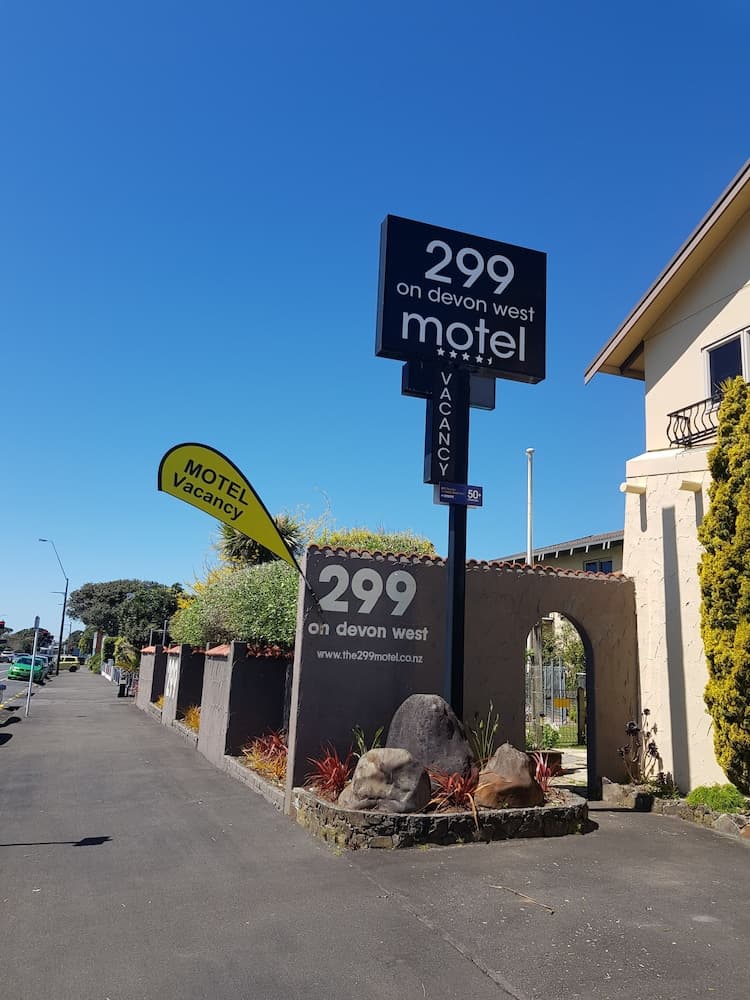 299
on devon west
motel
VACANCY
50+
MOTEL
Vacancy
299
on devon west
www.the299motel.co.nz